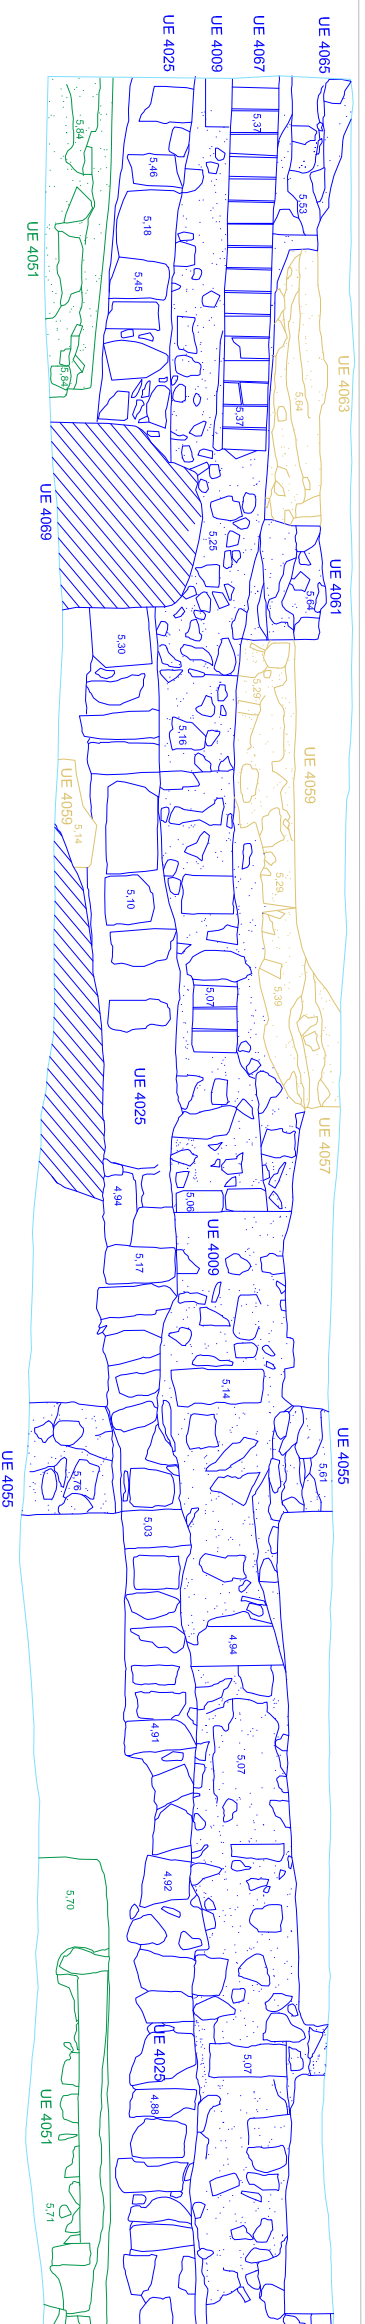 UE 4025
UE 4009
UE 4067
UE 4065
5,84
5,37
5,46
5,53
5,18
UE 4051
5,45
5,84
5,37
5,64
UE 4063
UE 4069
5,25
UE 4061
5,64
5,30
5,29
5,16
UE 4059
UE 4059
5,14
5,10
5,29
5,07
5,39
UE 4025
UE 4057
4,94
5,06
5,17
UE 4009
5,14
UE 4055
5,61
UE 4055
5,76
5,03
4,94
4,91
5,07
4,92
5,70
UE 4025
5,07
4,88
UE 4051
5,71